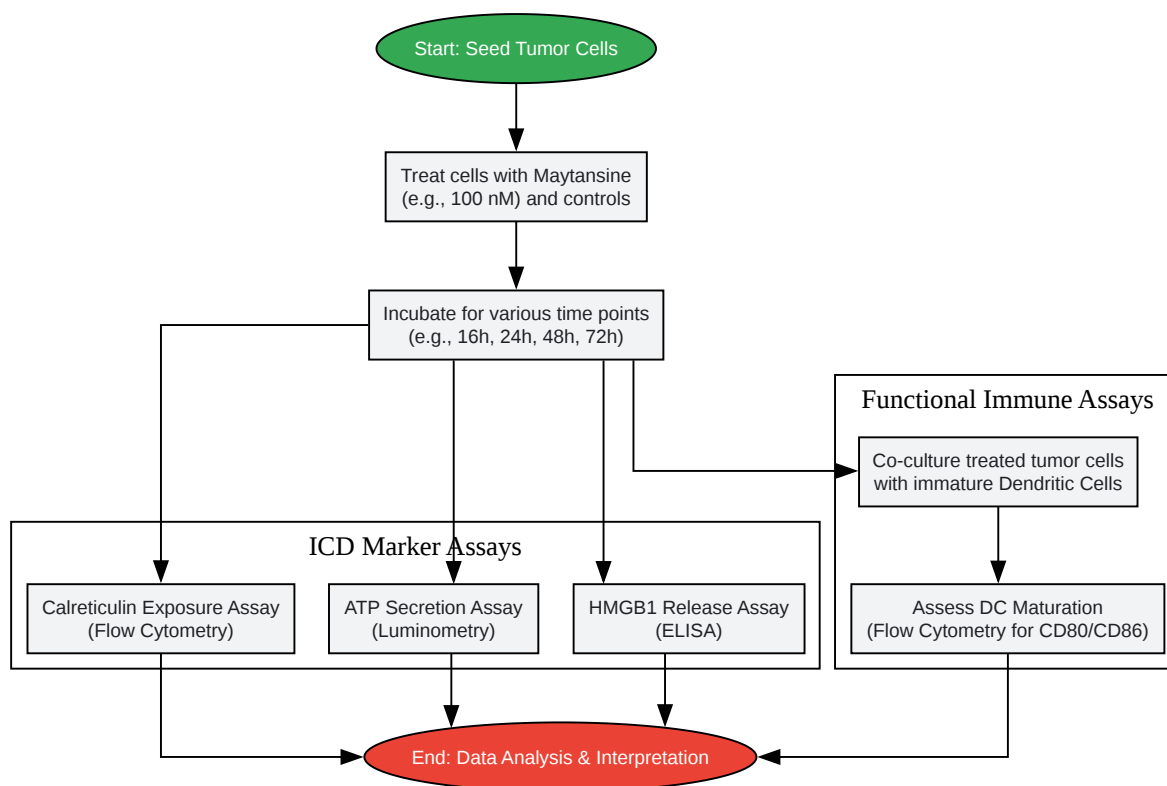 Start: Seed Tumor Cells
Treat cells with Maytansine
(e.g., 100 nM) and controls
Incubate for various time points
(e.g., 16h, 24h, 48h, 72h)
Functional Immune Assays
Co-culture treated tumor cells
with immature Dendritic Cells
ICD Marker Assays
Calreticulin Exposure Assay
(Flow Cytometry)
ATP Secretion Assay
(Luminometry)
HMGB1 Release Assay
(ELISA)
Assess DC Maturation
(Flow Cytometry for CD80/CD86)
End: Data Analysis & Interpretation